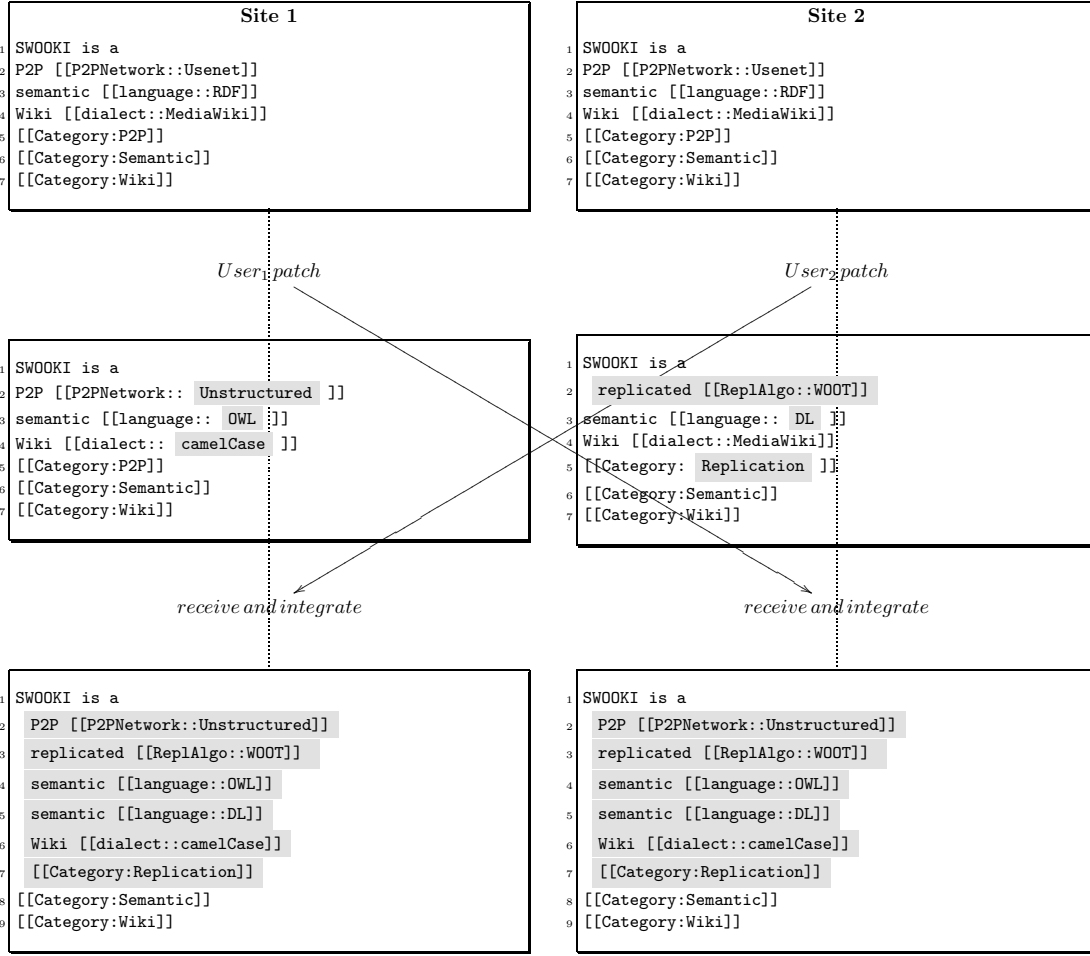 Site 1
1 SWOOKI is a
2 P2P [[P2PNetwork::Usenet]]
3 semantic [[language::RDF]]
4 Wiki [[dialect::MediaWiki]]
5 [[Category:P2P]]
6 [[Category:Semantic]]
7 [[Category:Wiki]]
Site 2
1 SWOOKI is a
2 P2P [[P2PNetwork::Usenet]]
3 semantic [[language::RDF]]
4 Wiki [[dialect::MediaWiki]]
5 [[Category:P2P]]
6 [[Category:Semantic]]
7 [[Category:Wiki]]
User1 patch
User2 patch
1 SWOOKI is a
2 P2P [[P2PNetwork:: Unstructured ]]
3 semantic [[language:: OWL ]]
4 Wiki [[dialect:: camelCase ]]
5 [[Category:P2P]]
6 [[Category:Semantic]]
7 [[Category:Wiki]]
1 SWOOKI is a
2 replicated [[ReplAlgo::WOOT]]
3 semantic [[language:: DL ]]
4 Wiki [[dialect::MediaWiki]]
5 [[Category: Replication ]]
6 [[Category:Semantic]]
7 [[Category:Wiki]]
receive and integrate
receive and integrate
1 SWOOKI is a
2 P2P [[P2PNetwork::Unstructured]]
3 replicated [[ReplAlgo::WOOT]]
4 semantic [[language::OWL]]
5 semantic [[language::DL]]
6 Wiki [[dialect::camelCase]]
7 [[Category:Replication]]
8 [[Category:Semantic]]
9 [[Category:Wiki]]
1 SWOOKI is a
2 P2P [[P2PNetwork::Unstructured]]
3 replicated [[ReplAlgo::WOOT]]
4 semantic [[language::OWL]]
5 semantic [[language::DL]]
6 Wiki [[dialect::camelCase]]
7 [[Category:Replication]]
8 [[Category:Semantic]]
9 [[Category:Wiki]]